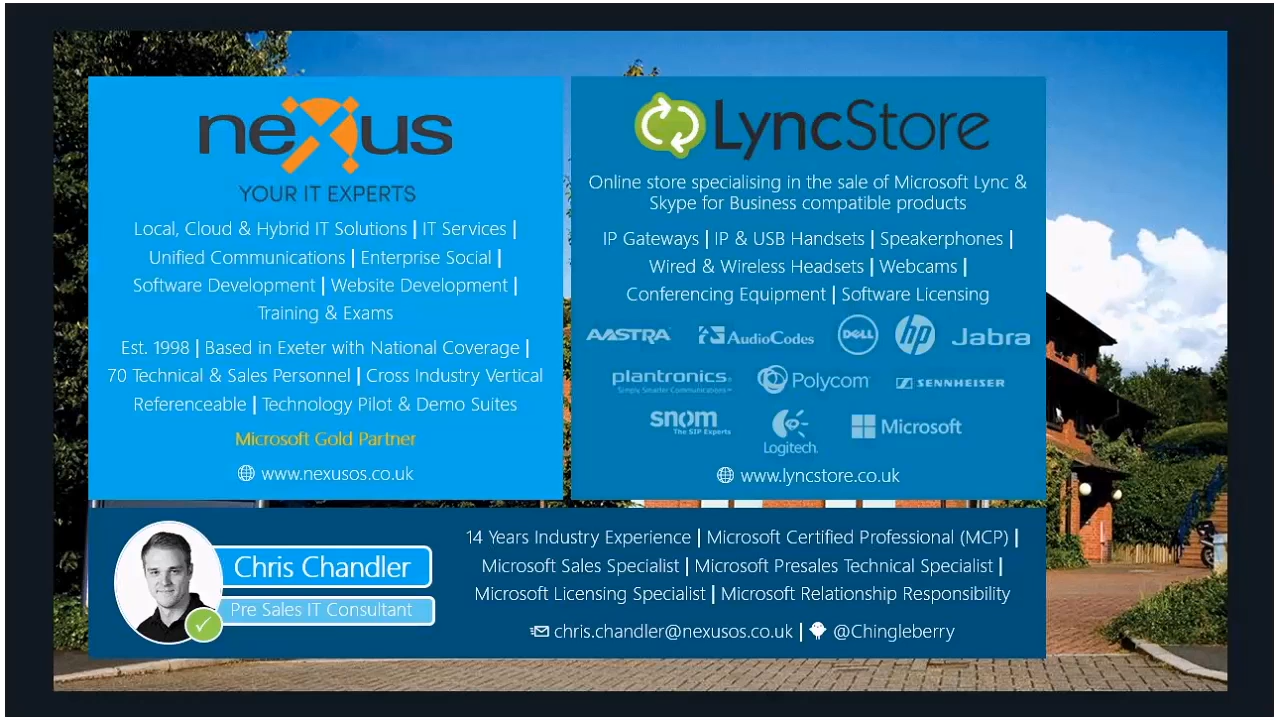 neXus
YOUR IT EXPERTS
Local, Cloud & Hybrid IT Solutions | IT Services |
Unified Communications | Enterprise Social |
Software Development | Website Development |
Training & Exams
Est. 1998 | Based in Exeter with National Coverage |
70 Technical & Sales Personnel | Cross Industry Vertical
Referenceable | Technology Pilot & Demo Suites
Microsoft Gold Partner
www.nexusos.co.uk
LyncStore
Online store specialising in the sale of Microsoft Lync &
Skype for Business compatible products
IP Gateways | IP & USB Handsets | Speakerphones |
Wired & Wireless Headsets | Webcams |
Conferencing Equipment | Software Licensing
AASTRA AudioCodes DELL hp Jabra
plantronics. Polycom SENNHEISER
Simply Smarter Communications™
snom Logitech. Microsoft
The SIP Experts
www.lyncstore.co.uk
Chris Chandler
Pre Sales IT Consultant
14 Years Industry Experience | Microsoft Certified Professional (MCP) |
Microsoft Sales Specialist | Microsoft Presales Technical Specialist |
Microsoft Licensing Specialist | Microsoft Relationship Responsibility
chris.chandler@nexusos.co.uk | @Chingleberry